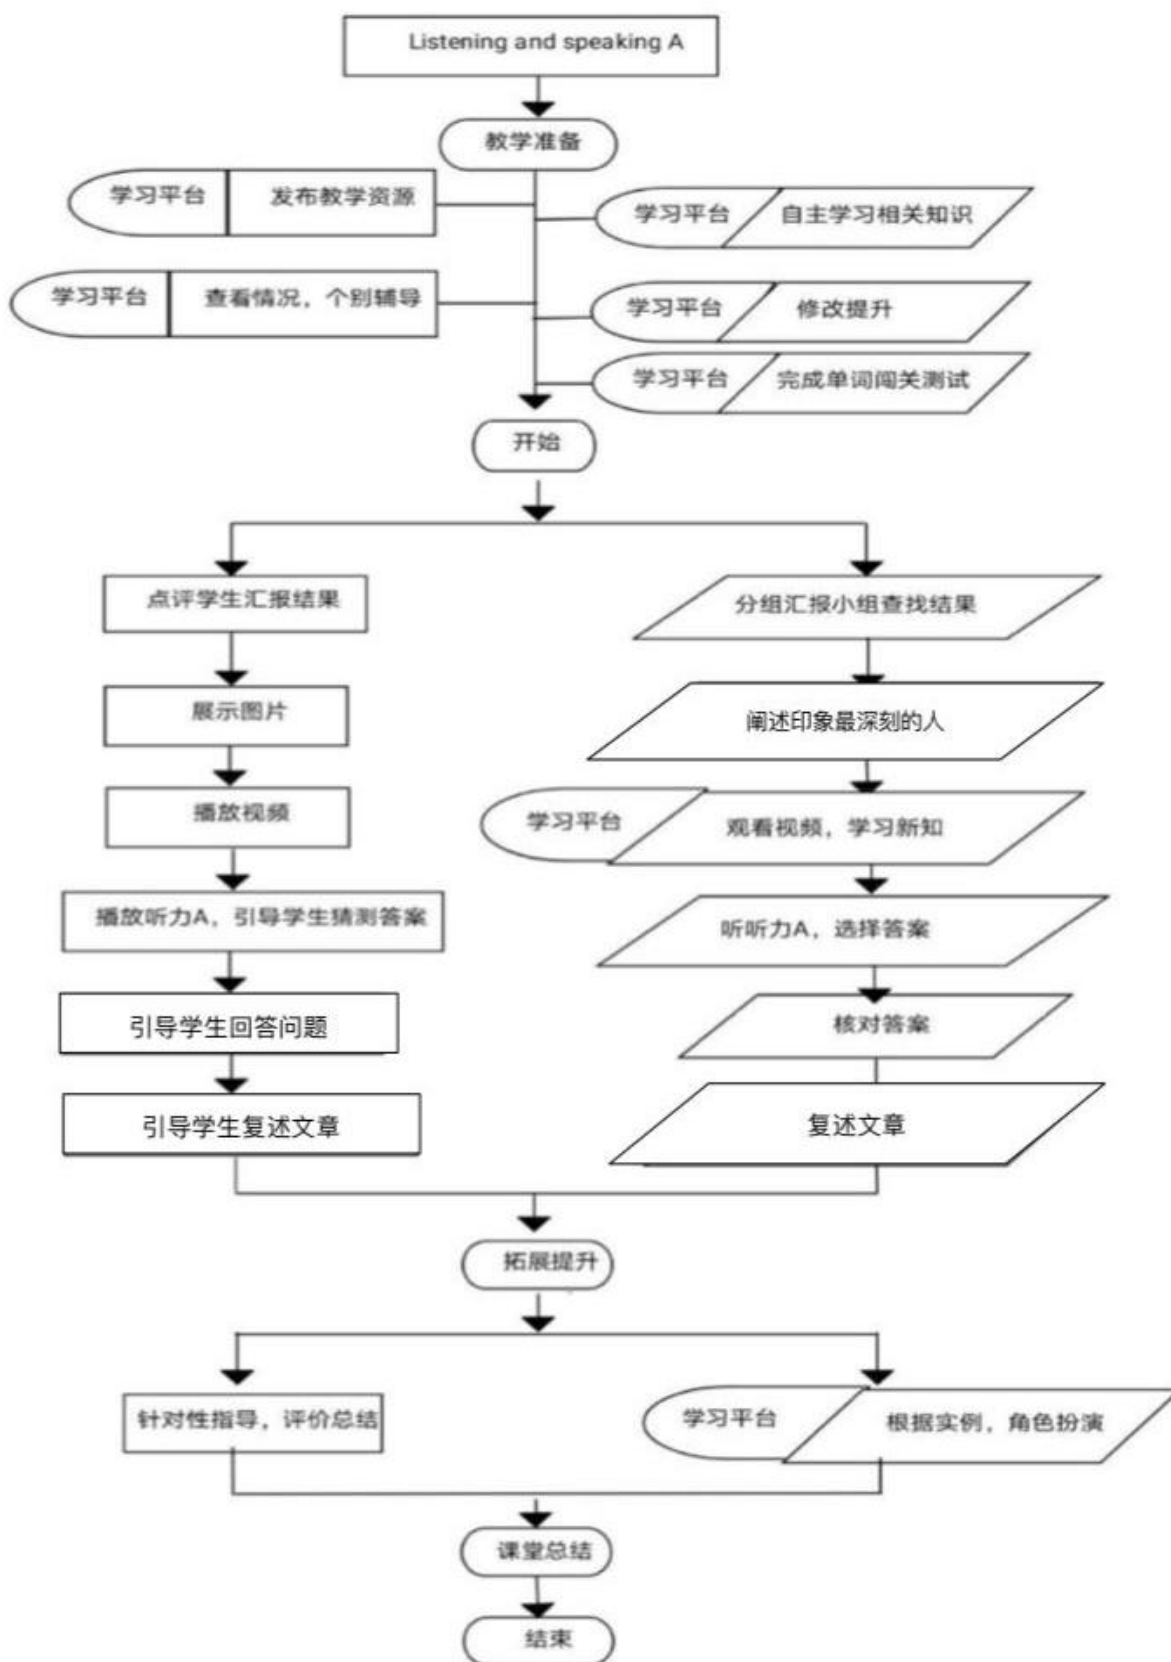 Listening and speaking A
教学准备
学习平台 发布教学资源
学习平台 自主学习相关知识
学习平台 查看情况，个别辅导
学习平台 修改提升
学习平台 完成单词闯关测试
开始
点评学生汇报结果
分组汇报小组查找结果
展示图片
阐述印象最深刻的人
播放视频
学习平台 观看视频，学习新知
播放听力A，引导学生猜测答案
听听力A，选择答案
引导学生回答问题
核对答案
引导学生复述文章
复述文章
拓展提升
针对性指导，评价总结
学习平台 根据实例，角色扮演
课堂总结
结束